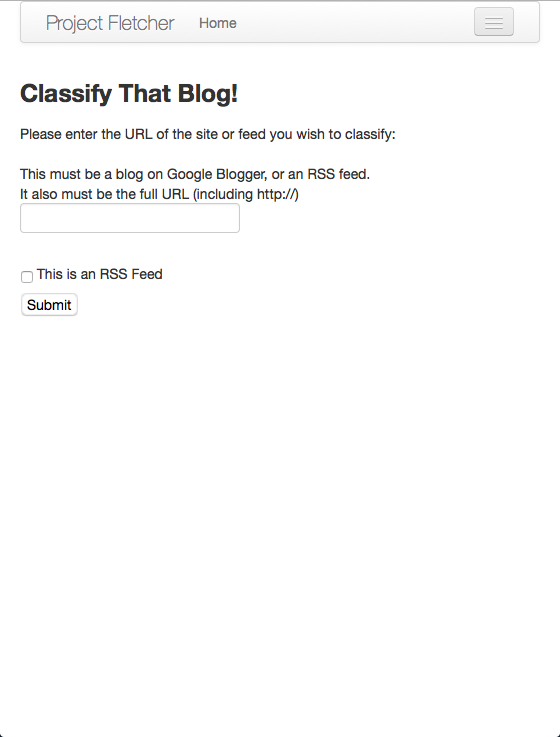 Project Fletcher Home
Classify That Blog!
Please enter the URL of the site or feed you wish to classify:
This must be a blog on Google Blogger, or an RSS feed.
It also must be the full URL (including http://)
This is an RSS Feed
Submit